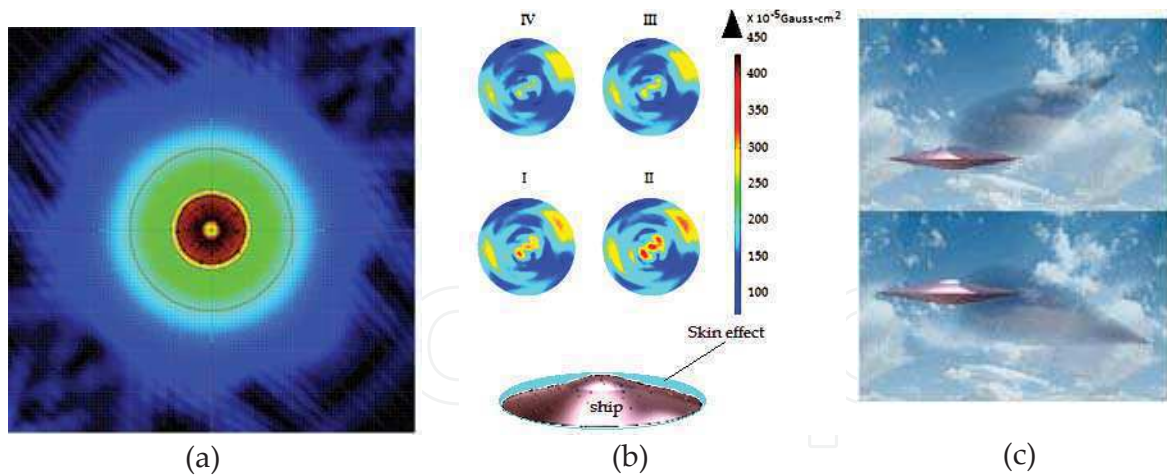 IV III
× 10⁻⁵Gauss-cm²
450
400
350
300
I II
250
200
150
100
Skin effect
ship
(a) (b) (c)